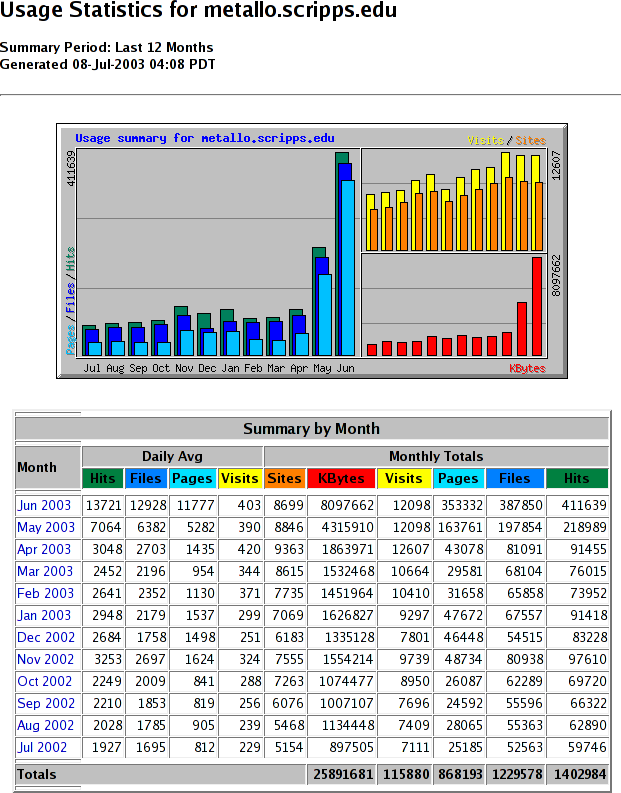 Usage Statistics for metallo.scripps.edu
Summary Period: Last 12 Months
Generated 08-Jul-2003 04:08 PDT
Usage summary for metallo.scripps.edu
Visits / Sites
411639
12607
Pages / Files / Hits
8097662
Jul Aug Sep Oct Nov Dec Jan Feb Mar Apr May Jun
KBytes
Summary by Month
Month Daily Avg Monthly Totals
Hits Files Pages Visits Sites KBytes Visits Pages Files Hits
Jun 2003 13721 12928 11777 403 8699 8097662 12098 353332 387850 411639
May 2003 7064 6382 5282 390 8846 4315910 12098 163761 197854 218989
Apr 2003 3048 2703 1435 420 9363 1863971 12607 43078 81091 91455
Mar 2003 2452 2196 954 344 8615 1532468 10664 29581 68104 76015
Feb 2003 2641 2352 1130 371 7735 1451964 10410 31658 65858 73952
Jan 2003 2948 2179 1537 299 7069 1626827 9297 47672 67557 91418
Dec 2002 2684 1758 1498 251 6183 1335128 7801 46448 54515 83228
Nov 2002 3253 2697 1624 324 7555 1554214 9739 48734 80938 97610
Oct 2002 2249 2009 841 288 7263 1074477 8950 26087 62289 69720
Sep 2002 2210 1853 819 256 6076 1007107 7696 24592 55596 66322
Aug 2002 2028 1785 905 239 5468 1134448 7409 28065 55363 62890
Jul 2002 1927 1695 812 229 5154 897505 7111 25185 52563 59746
Totals 25891681 115880 868193 1229578 1402984